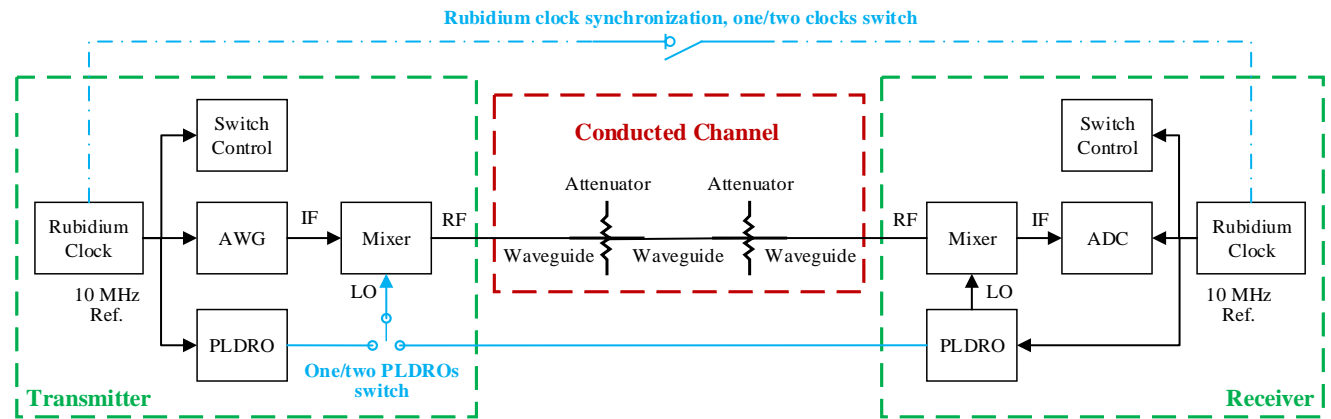 Rubidium clock synchronization, one/two clocks switch
Switch
Control
Conducted Channel
Switch
Control
Attenuator
Attenuator
Rubidium
Clock
AWG
IF
Mixer
RF
Waveguide
Waveguide
Waveguide
RF
Mixer
IF
ADC
Rubidium
Clock
10 MHz
Ref.
LO
LO
10 MHz
Ref.
PLDRO
One/two PLDROs
switch
PLDRO
Transmitter
Receiver